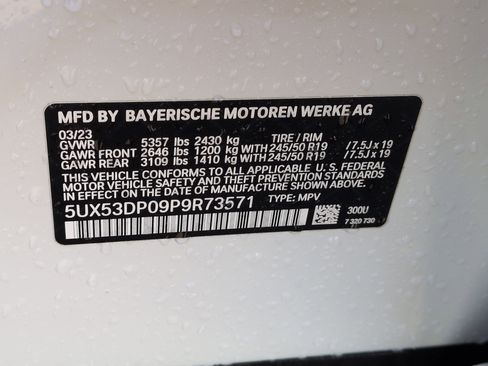 MFD BY BAYERISCHE MOTOREN WERKE AG
03/23
GVWR 5357 lbs 2430 kg TIRE / RIM
GAWR FRONT 2646 lbs 1200 kg WITH 245/50 R19 / 7.5J x 19
GAWR REAR 3109 lbs 1410 kg WITH 245/50 R19 / 7.5J x 19
THIS VEHICLE CONFORMS TO ALL APPLICABLE U.S. FEDERAL
MOTOR VEHICLE SAFETY, BUMPER, AND THEFT PREVENTION STANDARDS
IN EFFECT ON THE DATE OF MANUFACTURE SHOWN ABOVE.
5UX53DP09P9R73571 TYPE: MPV
300U
7 320 730